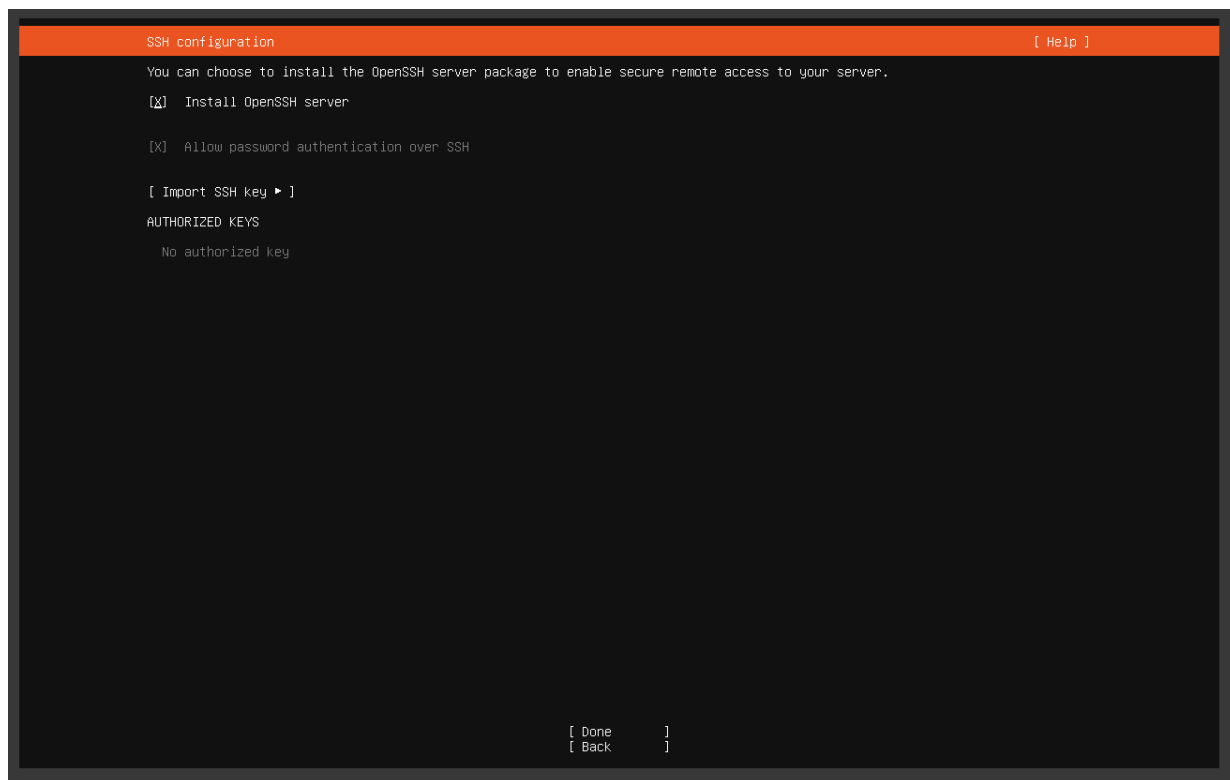 SSH configuration [ Help ]
You can choose to install the OpenSSH server package to enable secure remote access to your server.
[X] Install OpenSSH server
[X] Allow password authentication over SSH
[ Import SSH key ▸ ]
AUTHORIZED KEYS
No authorized key
[ Done ]
[ Back ]